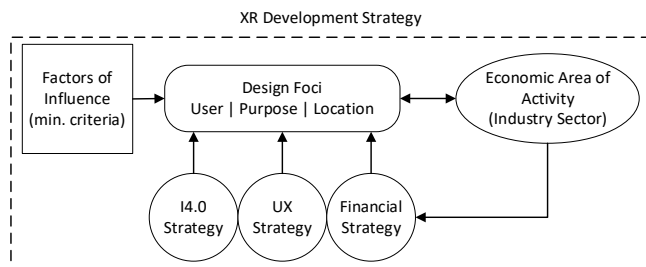 XR Development Strategy
Factors of
Influence
(min. criteria)
Design Foci
User | Purpose | Location
Economic Area of
Activity
(Industry Sector)
I4.0
Strategy
UX
Strategy
Financial
Strategy